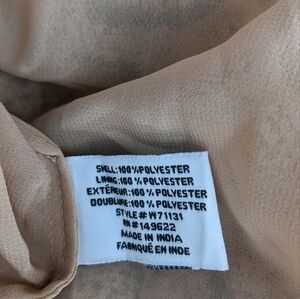 SHELL:100%POLYESTER
LINING:100%POLYESTER
EXTÉRIEUR:100%POLYESTER
DOUBLURE:100%POLYESTER
STYLE# W71131
RN#149622
MADE IN INDIA
FABRIQUÉ EN INDE